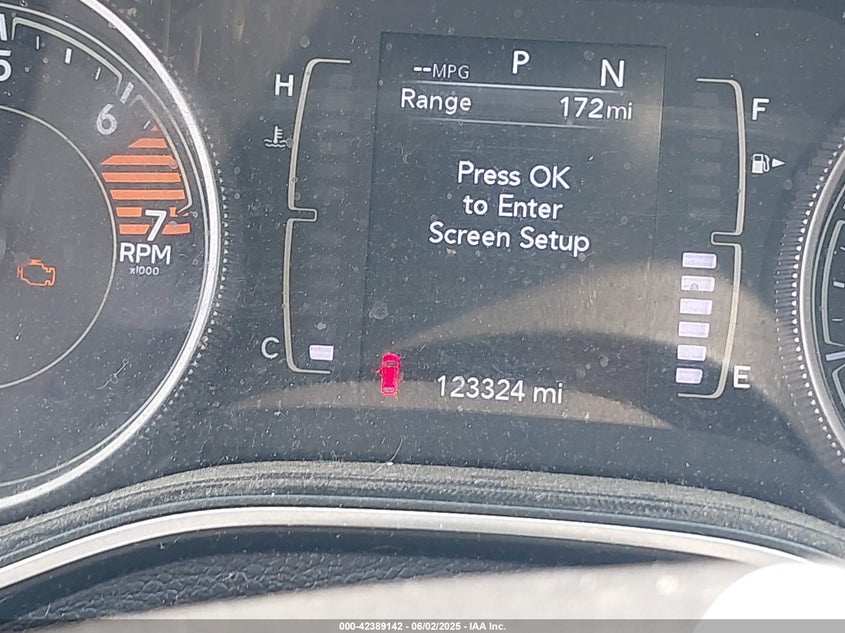 5
6
7
RPM
x1000
H
C
--MPG P N
Range 172mi
Press OK
to Enter
Screen Setup
123324 mi
F
E
000-42389142 - 06/02/2025 - IAA Inc.